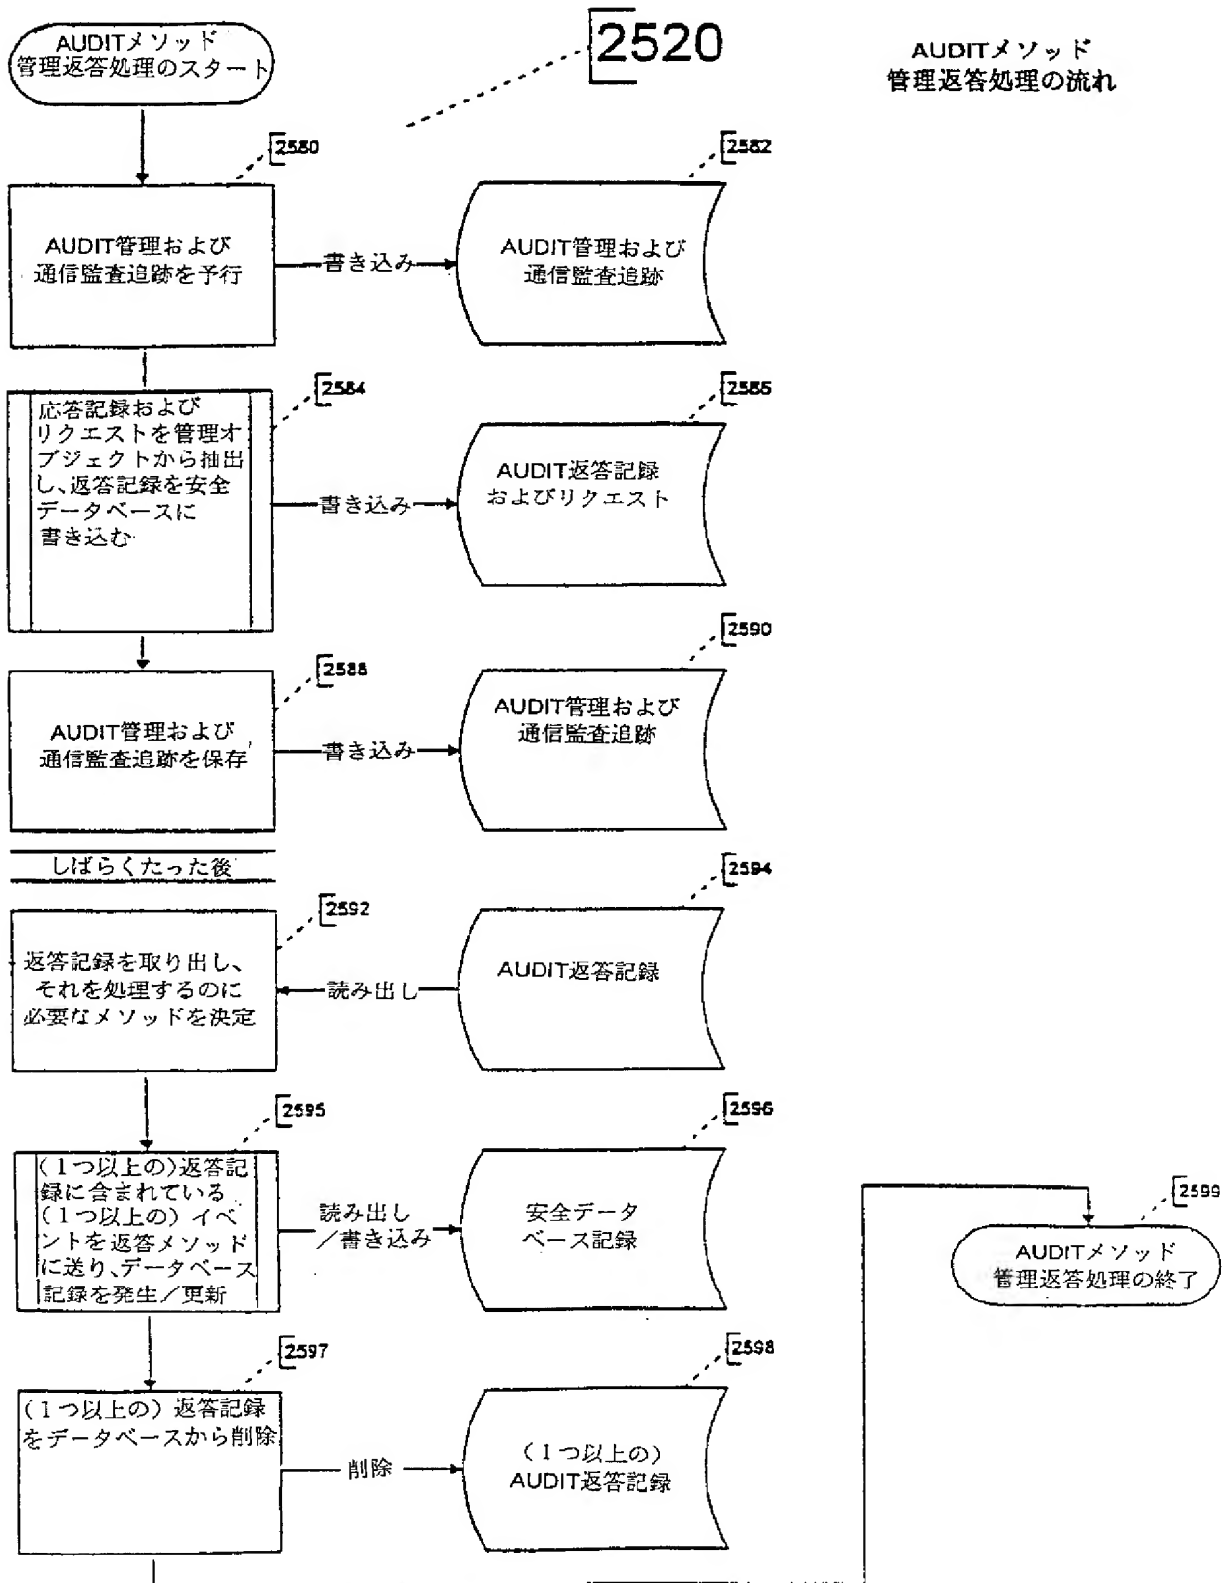 AUDITメソッド
管理返答処理のスタート
2520
AUDITメソッド
管理返答処理の流れ
2580
2582
AUDIT管理および
通信監査追跡を予行
書き込み
AUDIT管理および
通信監査追跡
2584
2586
応答記録および
リクエストを管理オ
ブジェクトから抽出
し、返答記録を安全
データベースに
書き込む
書き込み
AUDIT返答記録
およびリクエスト
2588
2590
AUDIT管理および
通信監査追跡を保存
書き込み
AUDIT管理および
通信監査追跡
しばらくたった後
2592
2594
返答記録を取り出し、
それを処理するのに
必要なメソッドを決定
読み出し
AUDIT返答記録
2595
2596
(1つ以上の)返答記
録に含まれている
(1つ以上の)イベ
ントを返答メソッド
に送り、データベース
記録を発生/更新
読み出し
/書き込み
安全データ
ベース記録
2599
AUDITメソッド
管理返答処理の終了
2597
2598
(1つ以上の)返答記録
をデータベースから削除
削除
(1つ以上の)
AUDIT返答記録